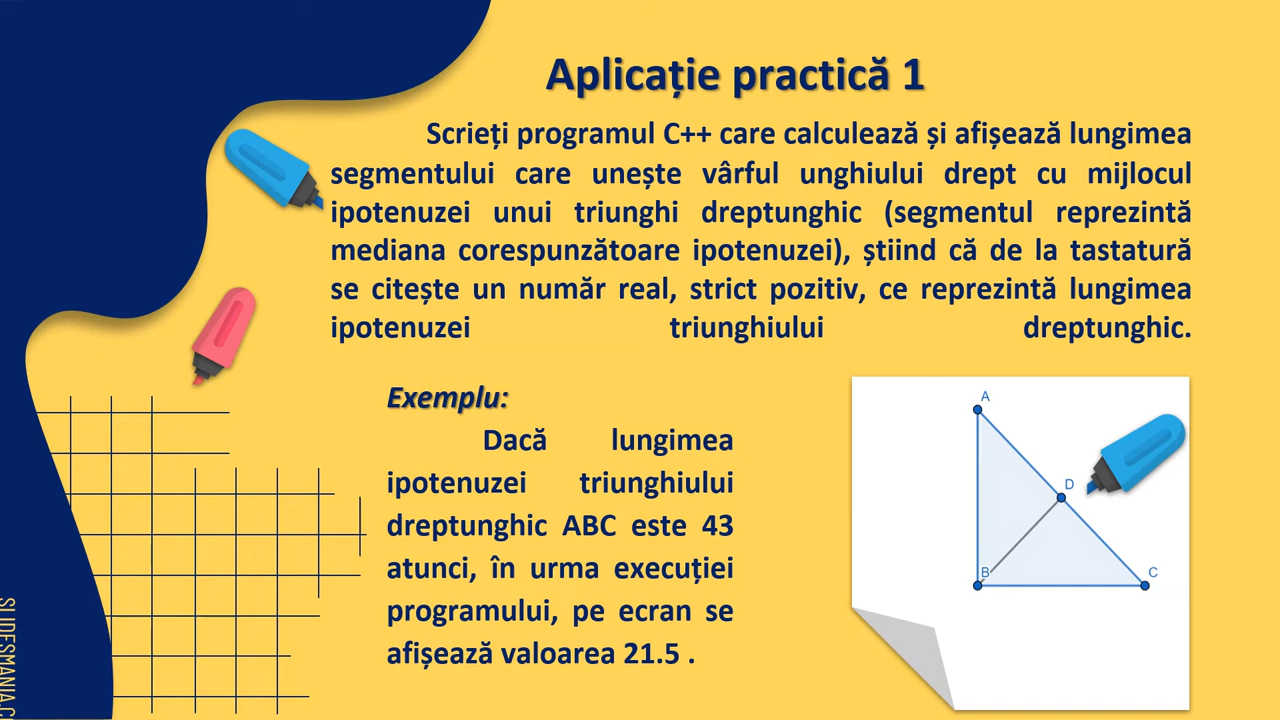 Aplicație practică 1
Scrieți programul C++ care calculează și afișează lungimea
segmentului care unește vârful unghiului drept cu mijlocul
ipotenuzei unui triunghi dreptunghic (segmentul reprezintă
mediana corespunzătoare ipotenuzei), știind că de la tastatură
se citește un număr real, strict pozitiv, ce reprezintă lungimea
ipotenuzei triunghiului dreptunghic.
Exemplu:
Dacă lungimea
ipotenuzei triunghiului
dreptunghic ABC este 43
atunci, în urma execuției
programului, pe ecran se
afișează valoarea 21.5 .
A
D
B
C
SLIDESMANIA.C